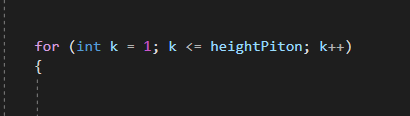 for (int k = 1; k <= heightPiton; k++)
{